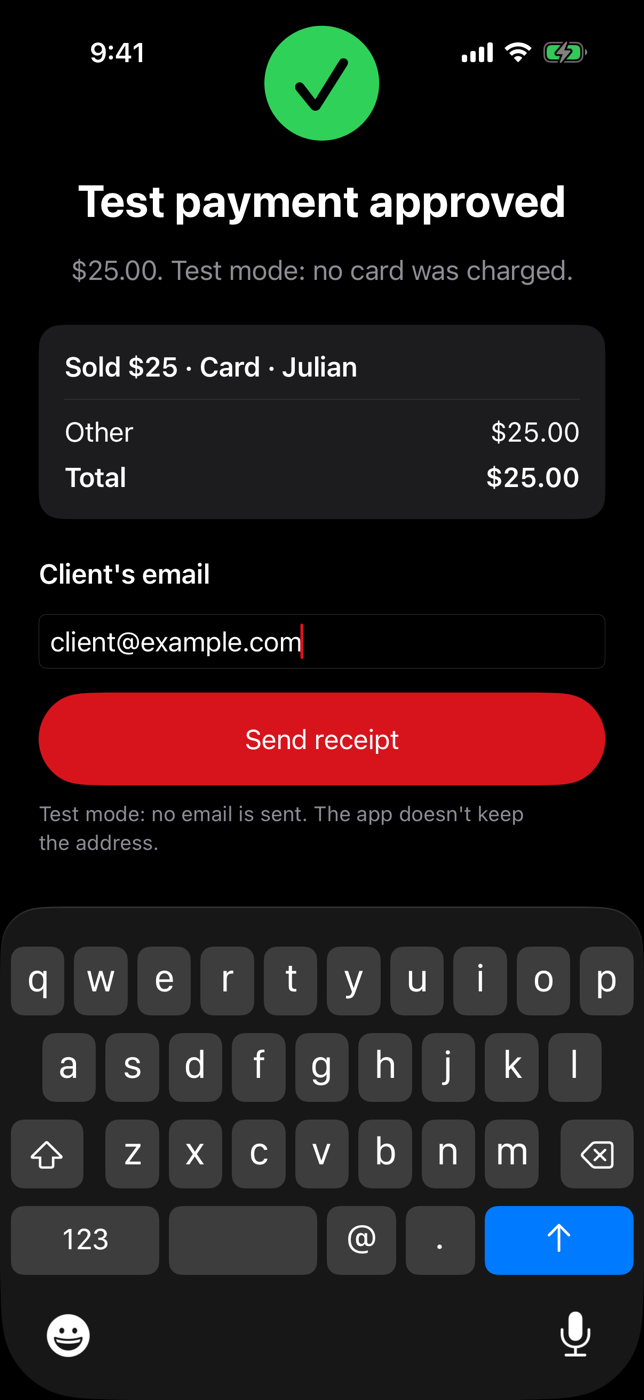 9:41
Test payment approved
$25.00. Test mode: no card was charged.
Sold $25 · Card · Julian
Other $25.00
Total $25.00
Client's email
client@example.com
Send receipt
Test mode: no email is sent. The app doesn't keep
the address.
q w e r t y u i o p
a s d f g h j k l
z x c v b n m
123 @ .